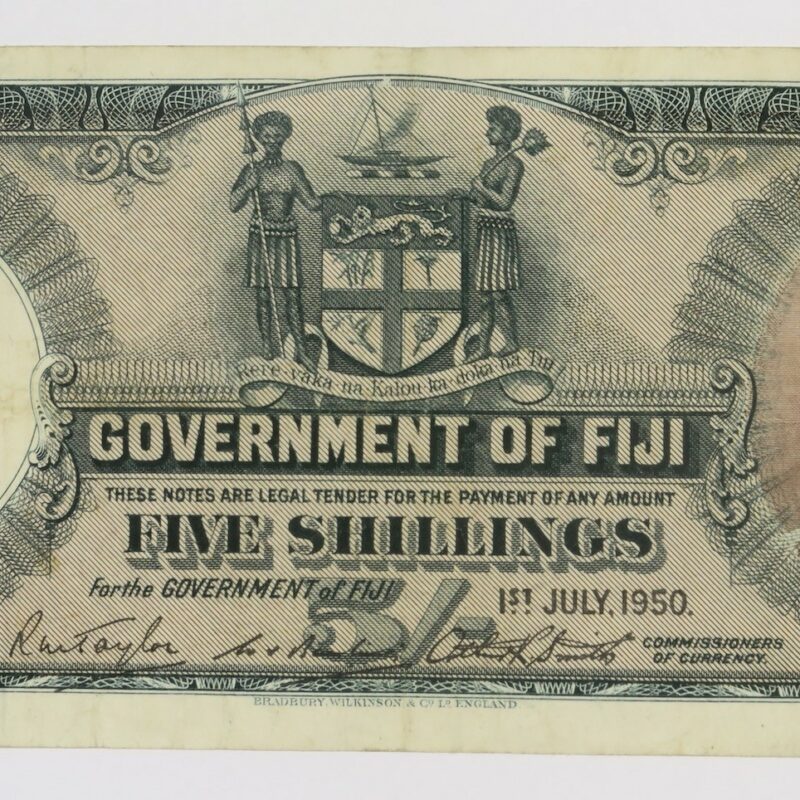 Rere vaka na Kalou ka doka na Tui
GOVERNMENT OF FIJI
THESE NOTES ARE LEGAL TENDER FOR THE PAYMENT OF ANY AMOUNT
FIVE SHILLINGS
For the GOVERNMENT of FIJI
5/-
1ST JULY, 1950.
R W Taylor
COMMISSIONERS
OF CURRENCY.
BRADBURY, WILKINSON & Co. Ld. ENGLAND.